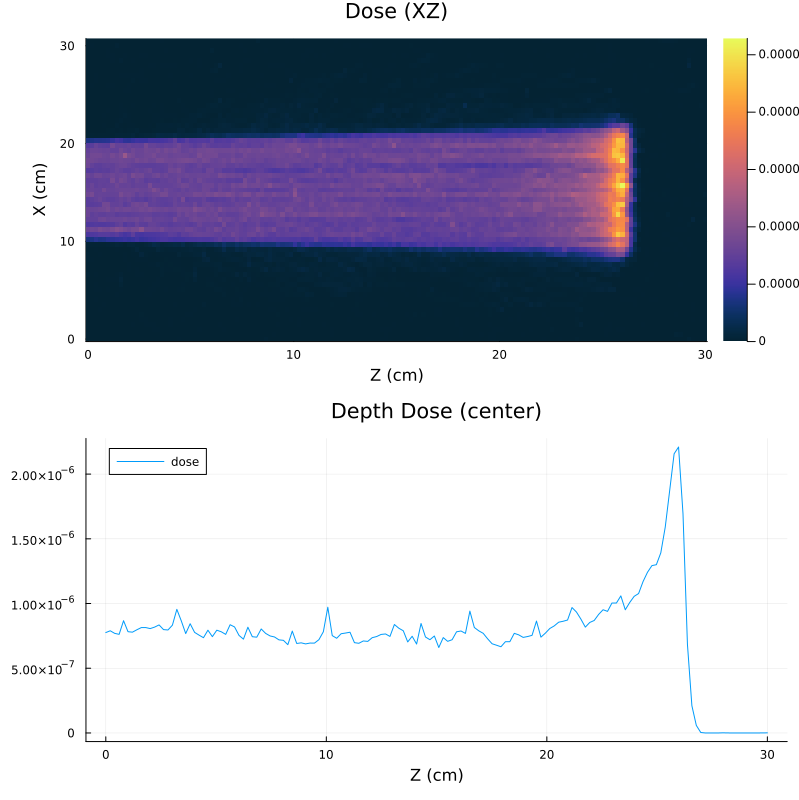 Dose (XZ)
30
20
10
0
X (cm)
0 10 20 30
Z (cm)
0.0000
0.0000
0.0000
0.0000
0.0000
0
Depth Dose (center)
dose
2.00×10⁻⁶
1.50×10⁻⁶
1.00×10⁻⁶
5.00×10⁻⁷
0
0 10 20 30
Z (cm)